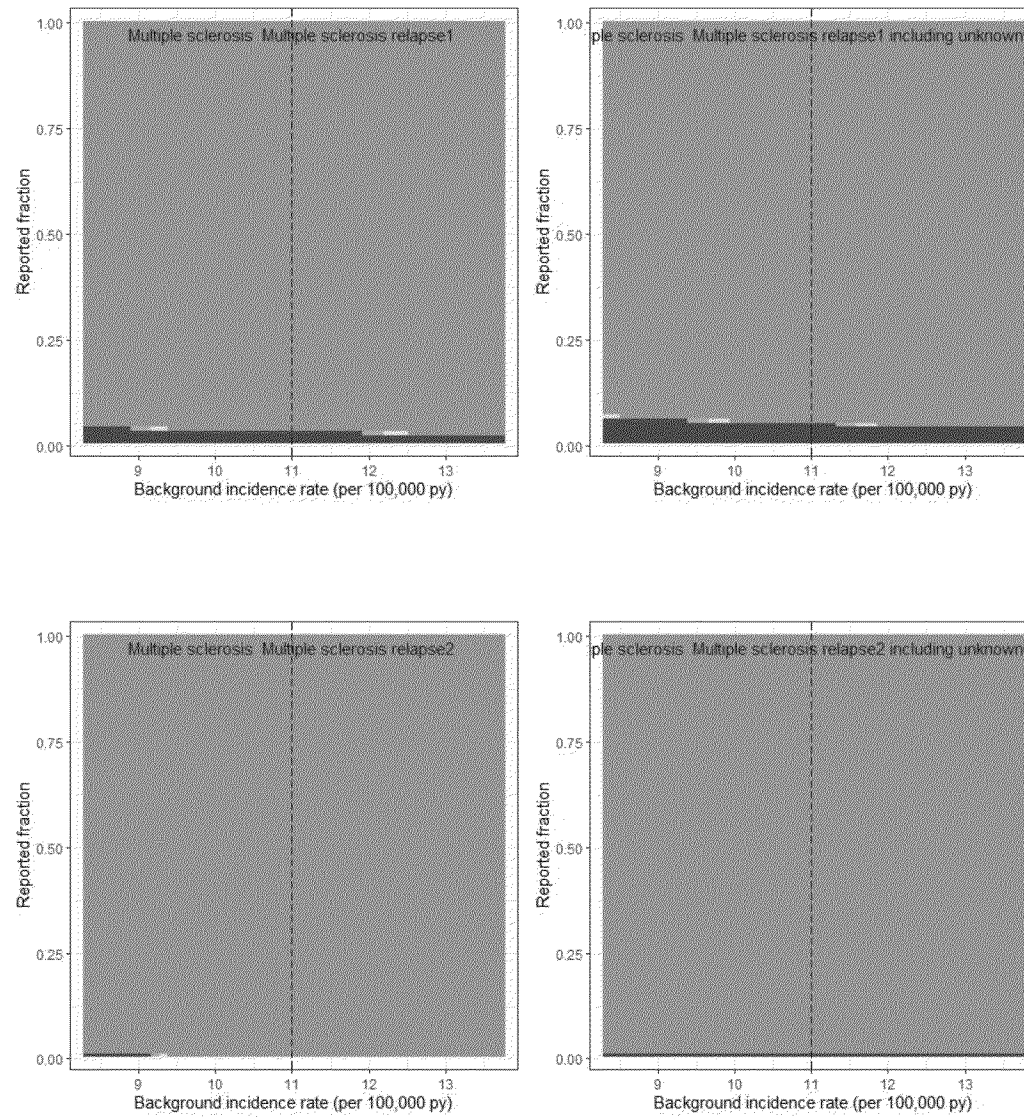 Multiple sclerosis Multiple sclerosis relapse1
1.00
0.75
0.50
0.25
0.00
Reported fraction
9 10 11 12 13
Background incidence rate (per 100,000 py)
ple sclerosis Multiple sclerosis relapse1 including unknown
1.00
0.75
0.50
0.25
0.00
Reported fraction
9 10 11 12 13
Background incidence rate (per 100,000 py)
Multiple sclerosis Multiple sclerosis relapse2
1.00
0.75
0.50
0.25
0.00
Reported fraction
9 10 11 12 13
Background incidence rate (per 100,000 py)
ple sclerosis Multiple sclerosis relapse2 including unknown
1.00
0.75
0.50
0.25
0.00
Reported fraction
9 10 11 12 13
Background incidence rate (per 100,000 py)